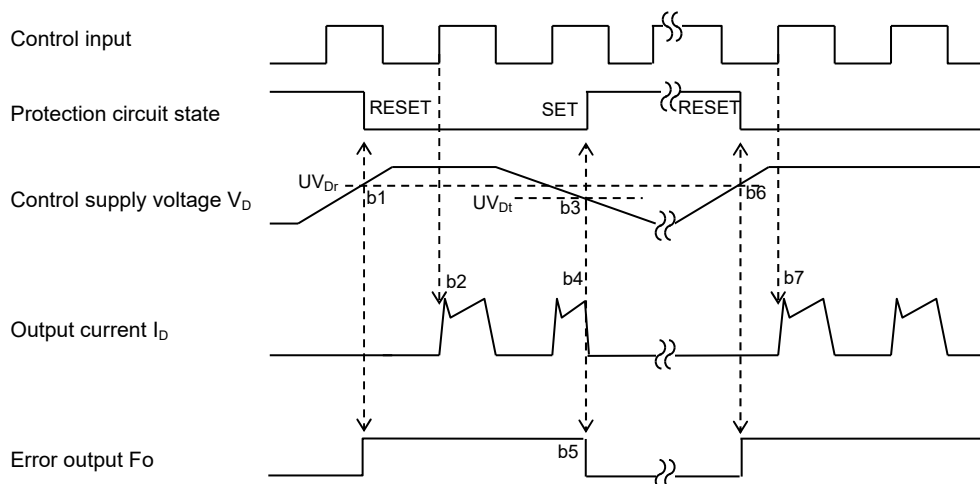 Control input
Protection circuit state
RESET
SET
RESET
Control supply voltage V_D
UV_Dr
b1
UV_Dt
b3
b6
b2
b4
b7
Output current I_D
b5
Error output Fo